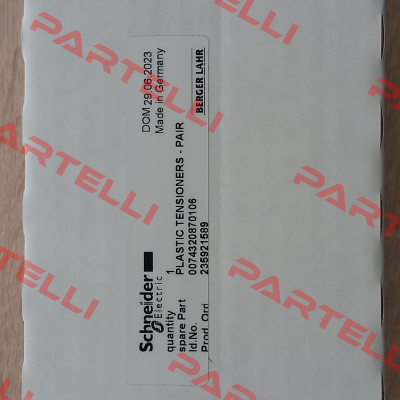 Schneider
Electric
DOM 29.06.2023
Made in Germany
BERGER LAHR
quantity 1
spare Part PLASTIC TENSIONERS - PAIR
Id.No. 0074320870106
Prod. Ord. 235921589
PARTELLI
PARTELLI
PARTELLI
PARTELLI
PARTELLI